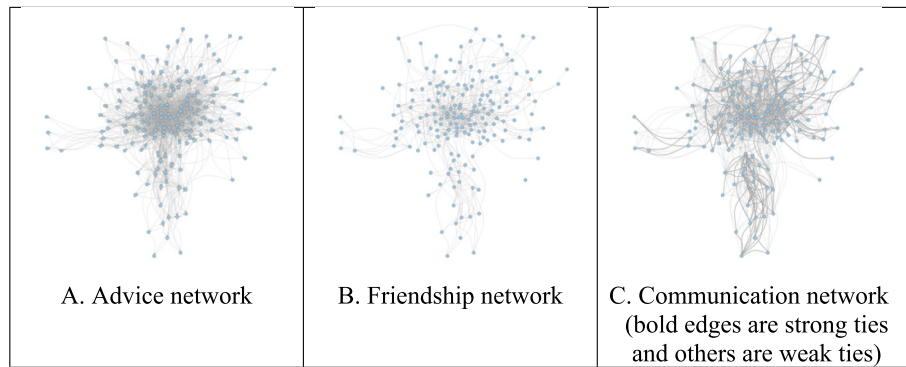 A. Advice network
B. Friendship network
C. Communication network
(bold edges are strong ties
and others are weak ties)